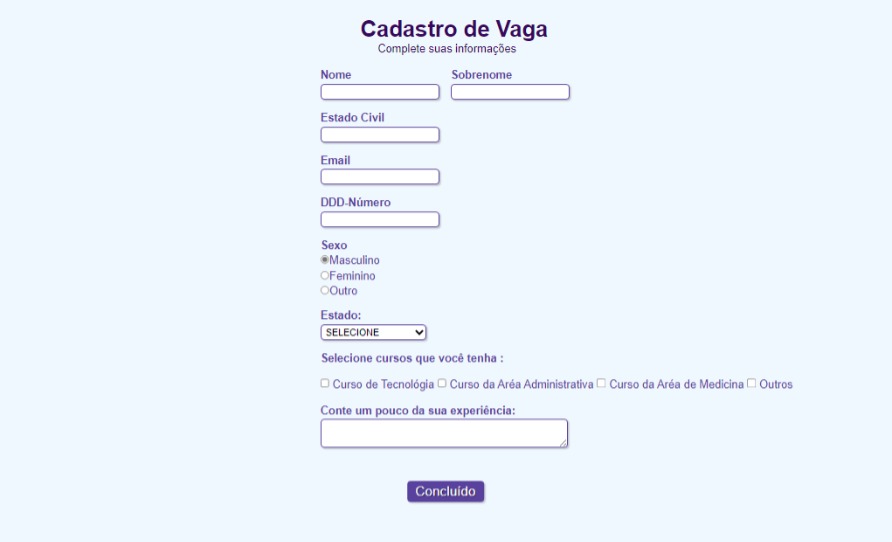 Cadastro de Vaga
Complete suas informações
Nome Sobrenome
Estado Civil
Email
DDD-Número
Sexo
Masculino
Feminino
Outro
Estado:
SELECIONE
Selecione cursos que você tenha :
Curso de Tecnológia Curso da Aréa Administrativa Curso da Aréa de Medicina Outros
Conte um pouco da sua experiência:
Concluído